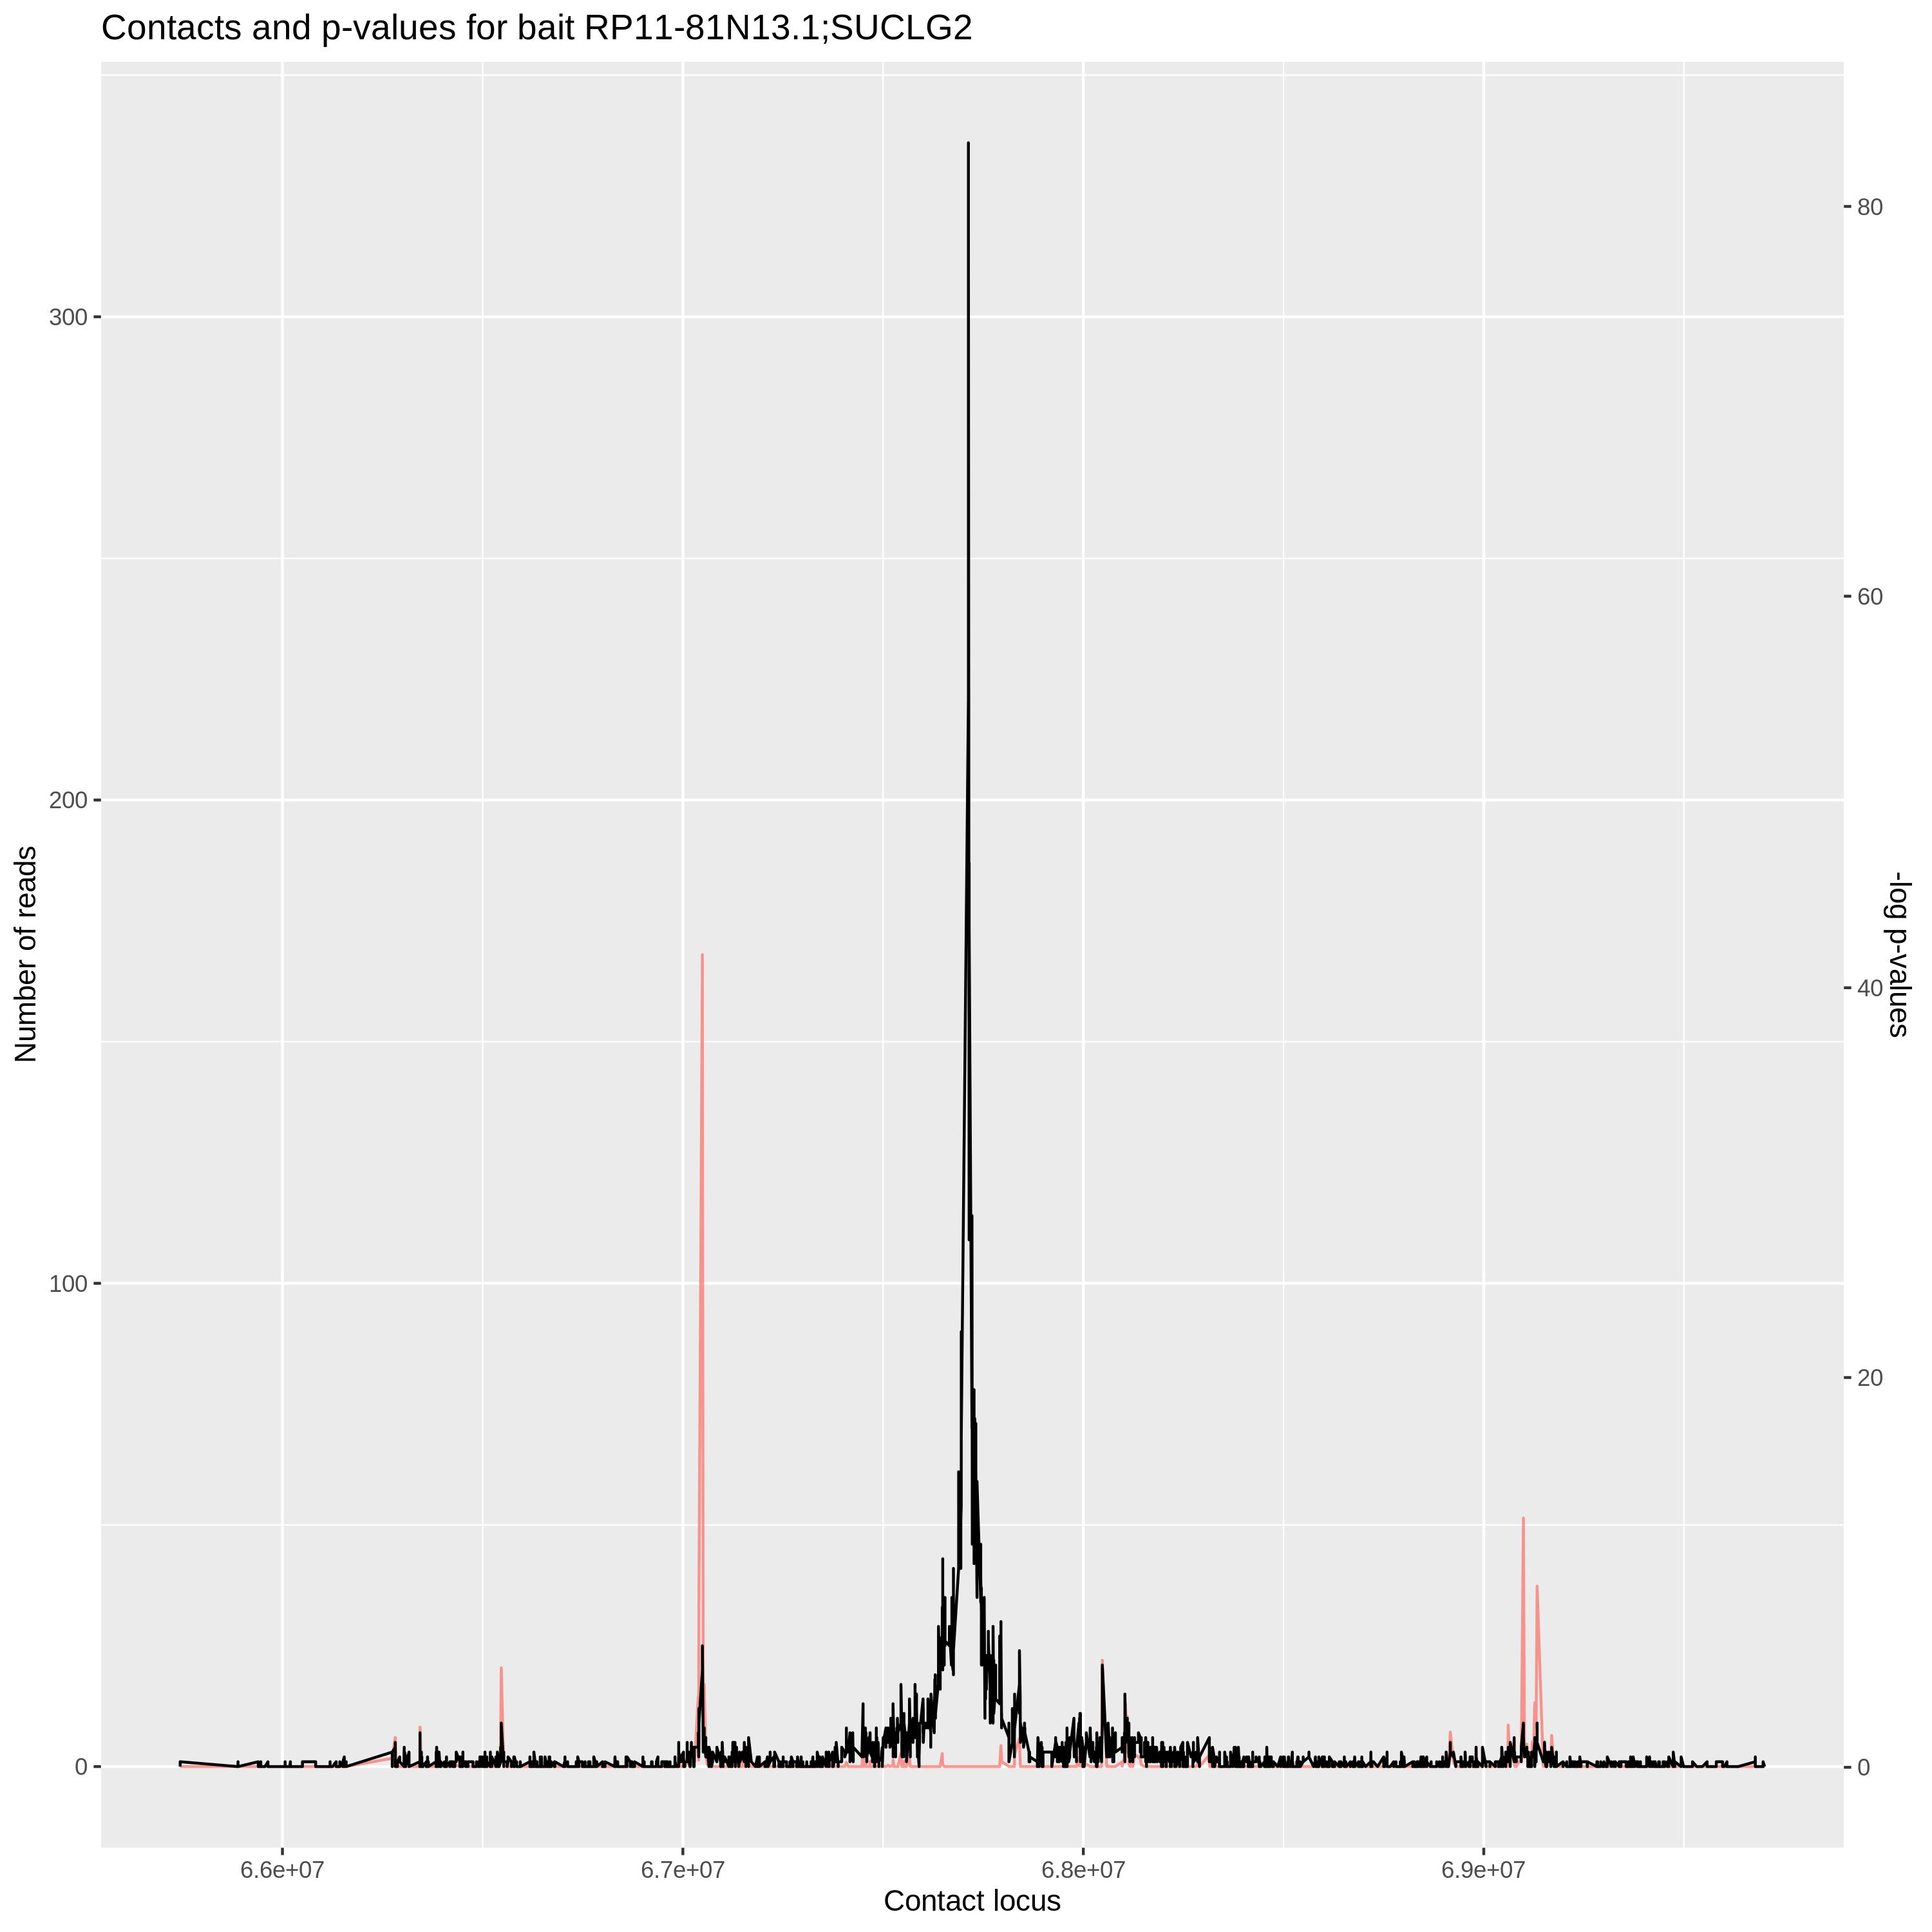 Contacts and p-values for bait RP11-81N13.1;SUCLG2
300
200
100
0
Number of reads
80
60
40
20
0
-log p-values
6.6e+07
6.7e+07
6.8e+07
6.9e+07
Contact locus